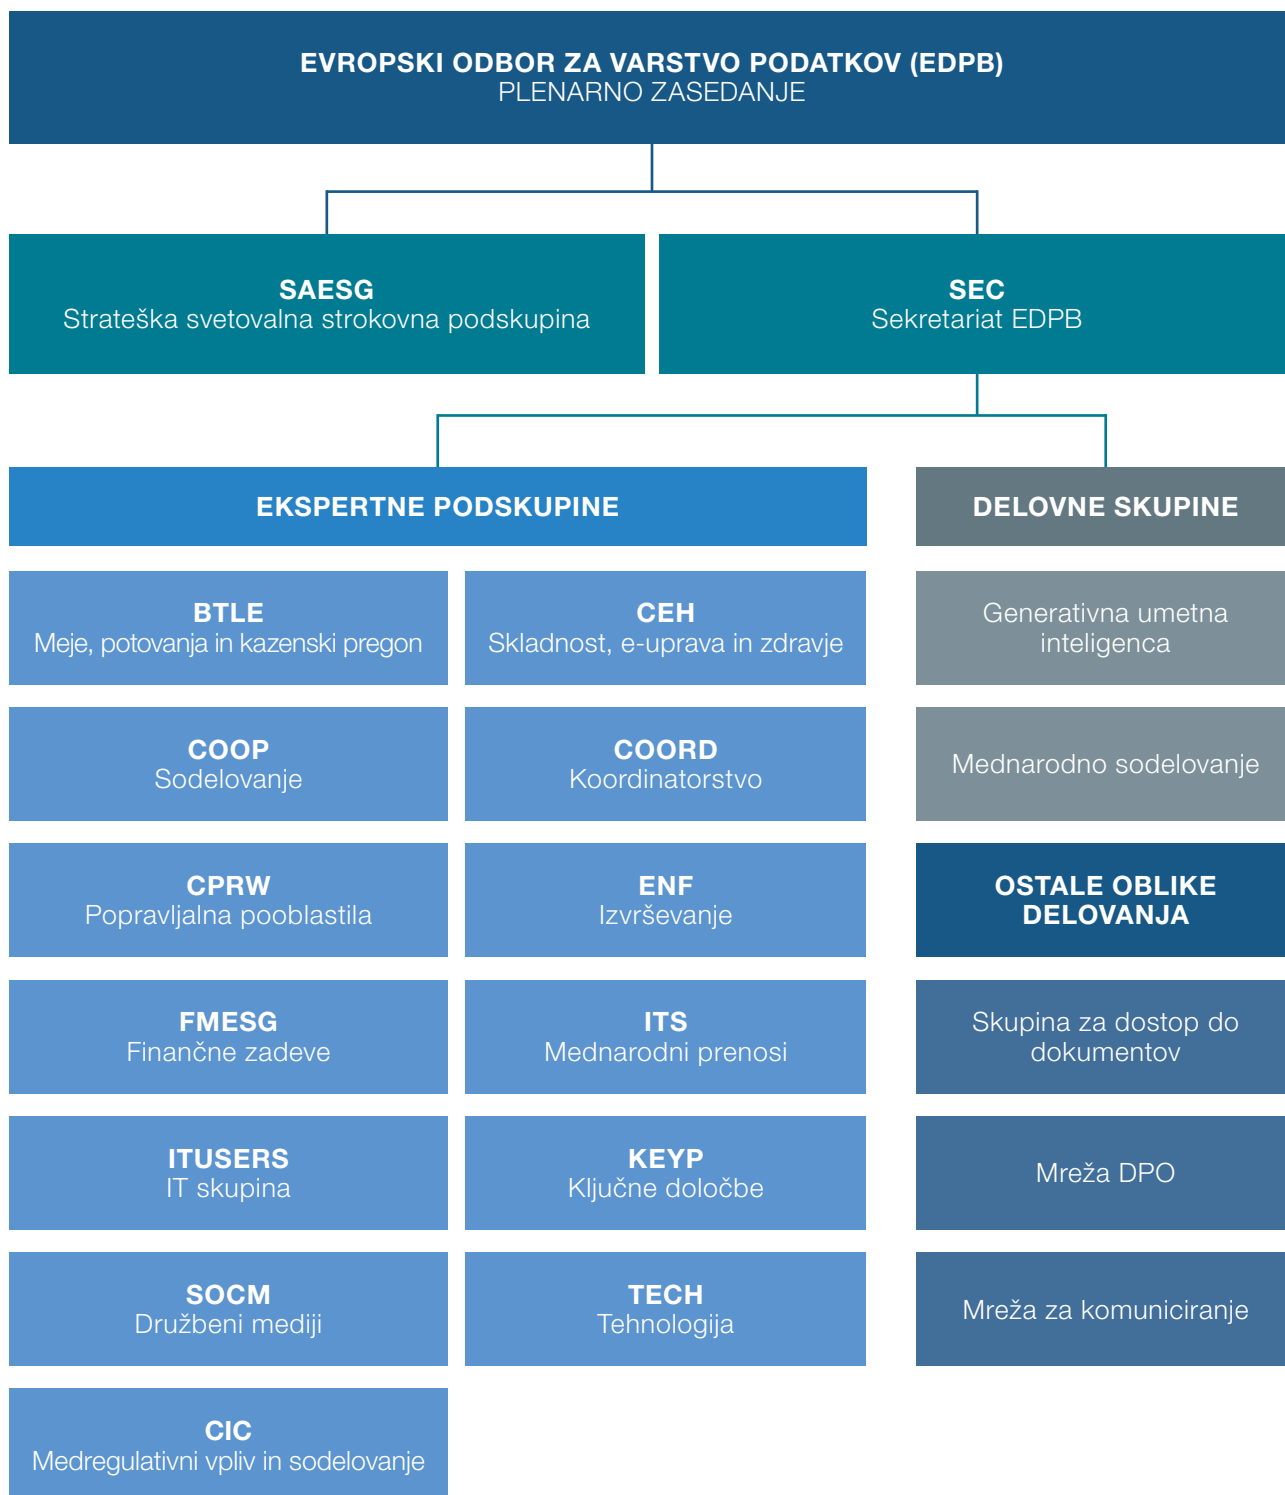 EVROPSKI ODBOR ZA VARSTVO PODATKOV (EDPB)
PLENARNO ZASEDANJE
SAESG
Strateška svetovalna strokovna podskupina
SEC
Sekretariat EDPB
EKSPERTNE PODSKUPINE
BTLE
Meje, potovanja in kazenski pregon
CEH
Skladnost, e-uprava in zdravje
COOP
Sodelovanje
COORD
Koordinatorstvo
CPRW
Popravljalna pooblastila
ENF
Izvrševanje
FMESG
Finančne zadeve
ITS
Mednarodni prenosi
ITUSERS
IT skupina
KEYP
Ključne določbe
SOCM
Družbeni mediji
TECH
Tehnologija
CIC
Medregulativni vpliv in sodelovanje
DELOVNE SKUPINE
Generativna umetna
inteligenca
Mednarodno sodelovanje
OSTALE OBLIKE
DELOVANJA
Skupina za dostop do
dokumentov
Mreža DPO
Mreža za komuniciranje